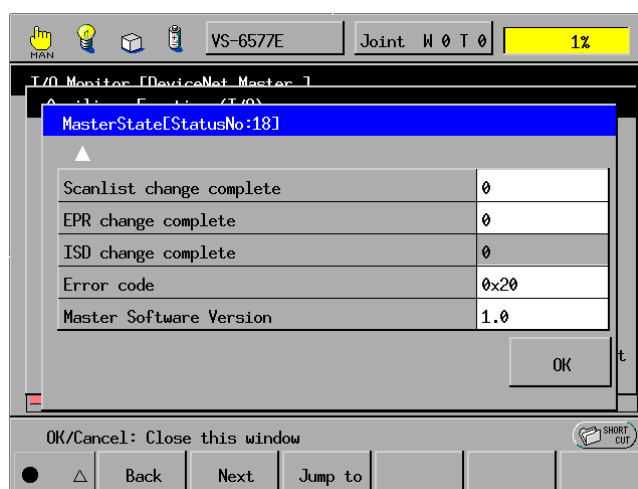 MAN
VS-6577E
Joint W 0 T 0
1%
I/O Monitor [DeviceNet Master ]
Auxiliary Function (I/O)
MasterState[StatusNo:18]
Scanlist change complete 0
EPR change complete 0
ISD change complete 0
Error code 0x20
Master Software Version 1.0
OK
t
OK/Cancel: Close this window
SHORT
CUT
Back
Next
Jump to